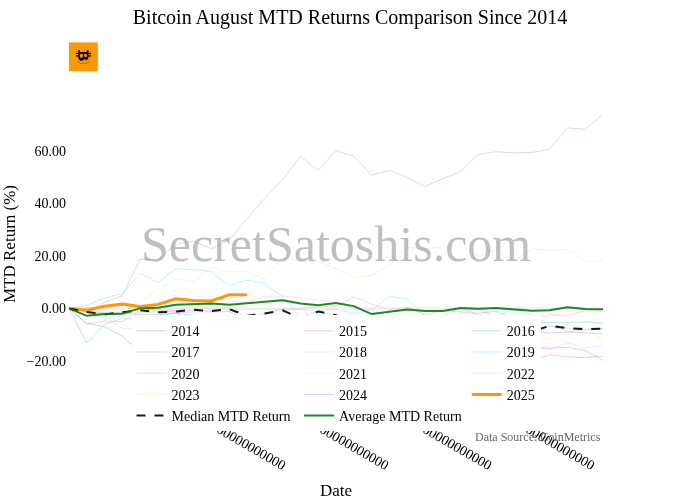 Bitcoin August MTD Returns Comparison Since 2014
MTD Return (%)
60.00
40.00
20.00
0.00
−20.00
SecretSatoshis.com
2014
2015
2016
2017
2018
2019
2020
2021
2022
2023
2024
2025
Median MTD Return
Average MTD Return
Data Source: CoinMetrics
Date